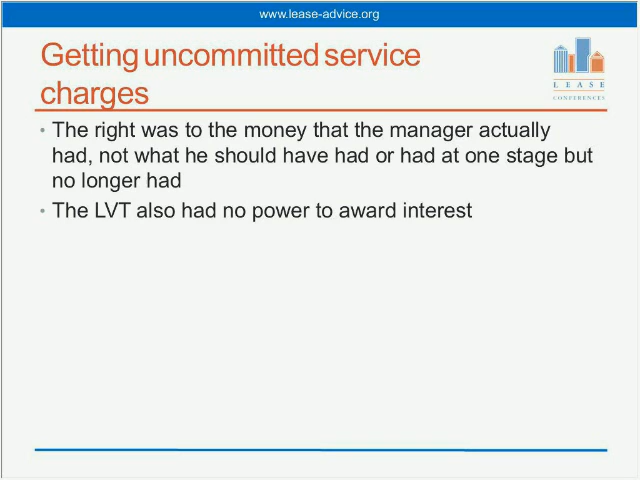 www.lease-advice.org
Getting uncommitted service
charges
L E A S E
CONFERENCES
• The right was to the money that the manager actually
had, not what he should have had or had at one stage but
no longer had
• The LVT also had no power to award interest